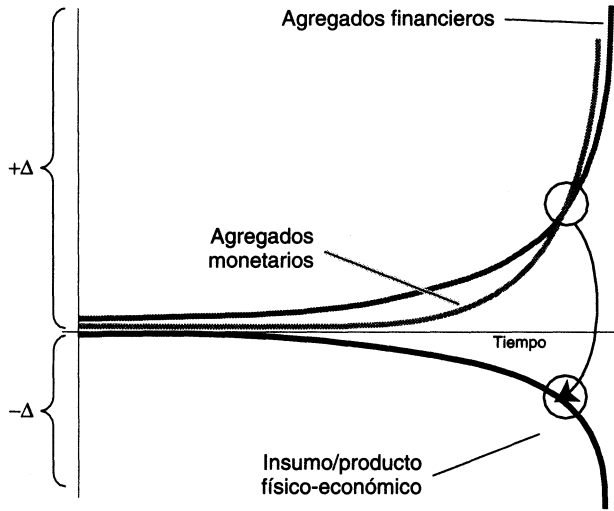 Agregados financieros
+Δ
Agregados
monetarios
Tiempo
−Δ
Insumo/producto
físico-económico